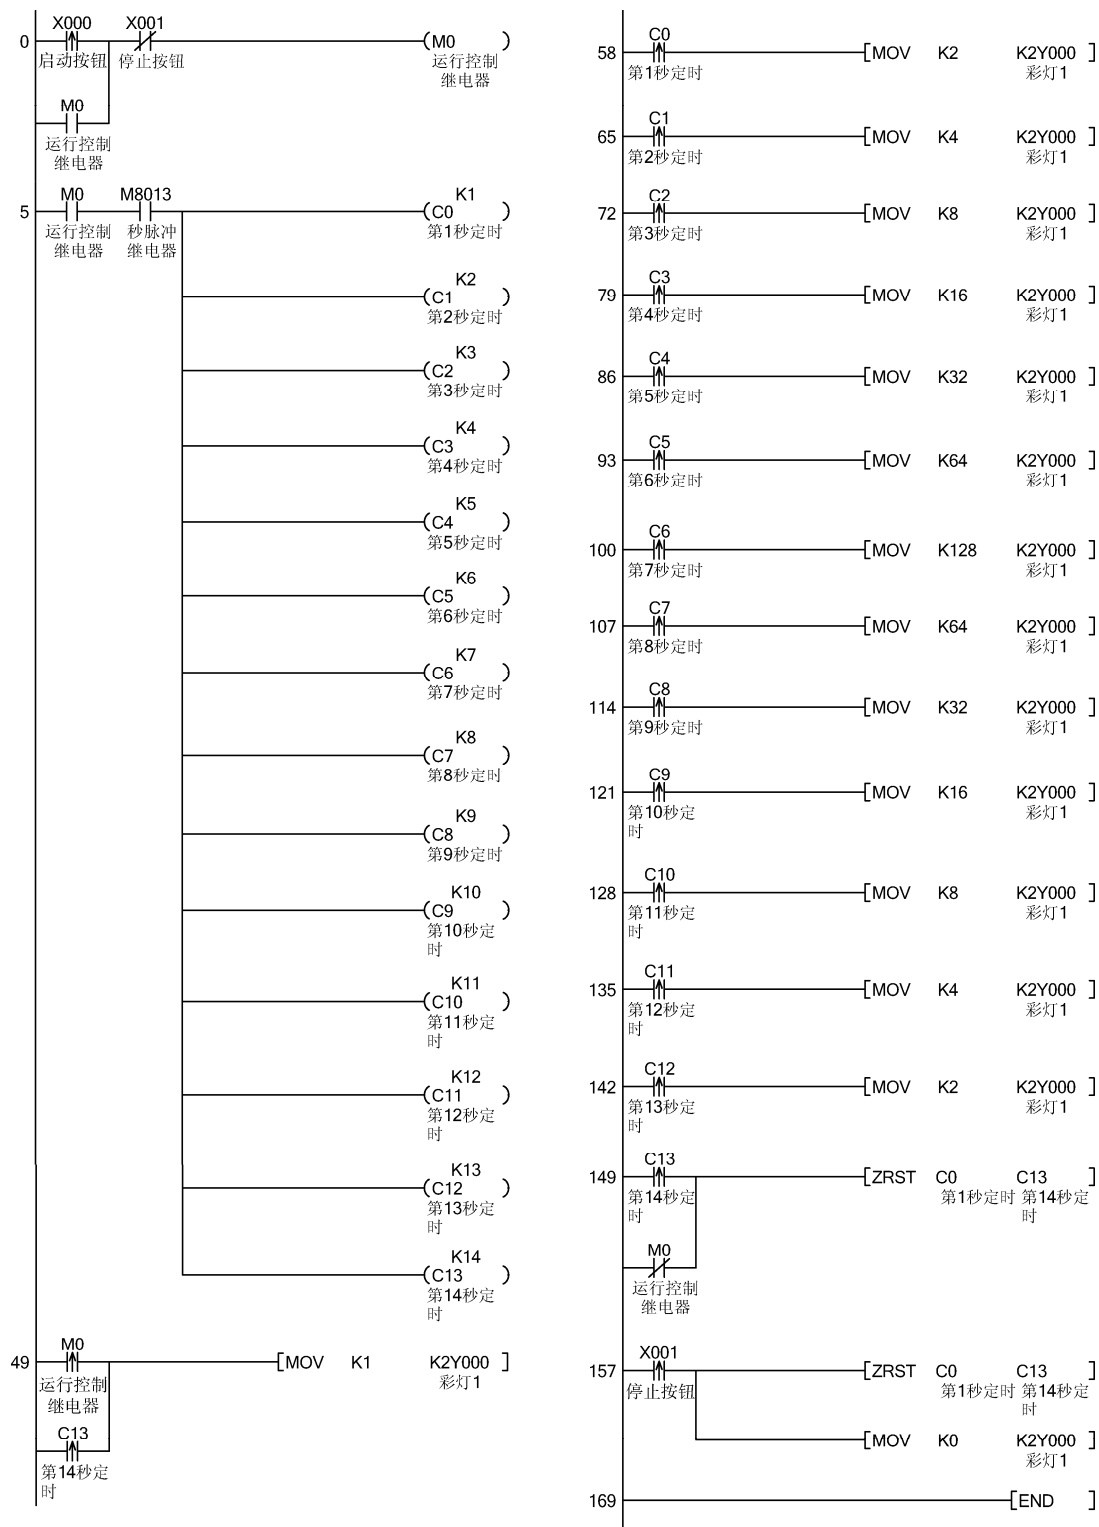 X000 X001
0 (M0 )
启动按钮 停止按钮 运行控制
继电器
M0
运行控制
继电器
M0 M8013 K1
5 (C0 )
运行控制 秒脉冲 第1秒定时
继电器 继电器
K2
(C1 )
第2秒定时
K3
(C2 )
第3秒定时
K4
(C3 )
第4秒定时
K5
(C4 )
第5秒定时
K6
(C5 )
第6秒定时
K7
(C6 )
第7秒定时
K8
(C7 )
第8秒定时
K9
(C8 )
第9秒定时
K10
(C9 )
第10秒定
时
K11
(C10 )
第11秒定
时
K12
(C11 )
第12秒定
时
K13
(C12 )
第13秒定
时
K14
(C13 )
第14秒定
时
M0
49 [MOV K1 K2Y000 ]
运行控制 彩灯1
继电器
C13
第14秒定
时
C0
58 [MOV K2 K2Y000 ]
第1秒定时 彩灯1
C1
65 [MOV K4 K2Y000 ]
第2秒定时 彩灯1
C2
72 [MOV K8 K2Y000 ]
第3秒定时 彩灯1
C3
79 [MOV K16 K2Y000 ]
第4秒定时 彩灯1
C4
86 [MOV K32 K2Y000 ]
第5秒定时 彩灯1
C5
93 [MOV K64 K2Y000 ]
第6秒定时 彩灯1
C6
100 [MOV K128 K2Y000 ]
第7秒定时 彩灯1
C7
107 [MOV K64 K2Y000 ]
第8秒定时 彩灯1
C8
114 [MOV K32 K2Y000 ]
第9秒定时 彩灯1
C9
121 [MOV K16 K2Y000 ]
第10秒定 彩灯1
时
C10
128 [MOV K8 K2Y000 ]
第11秒定 彩灯1
时
C11
135 [MOV K4 K2Y000 ]
第12秒定 彩灯1
时
C12
142 [MOV K2 K2Y000 ]
第13秒定 彩灯1
时
C13
149 [ZRST C0 C13 ]
第14秒定 第1秒定时 第14秒定
时 时
M0
运行控制
继电器
X001
157 [ZRST C0 C13 ]
停止按钮 第1秒定时 第14秒定
时
[MOV K0 K2Y000 ]
彩灯1
169 [END ]